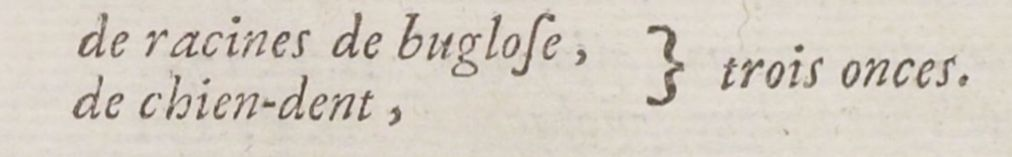 de racines de bugloſe,
de chien-dent, } trois onces.